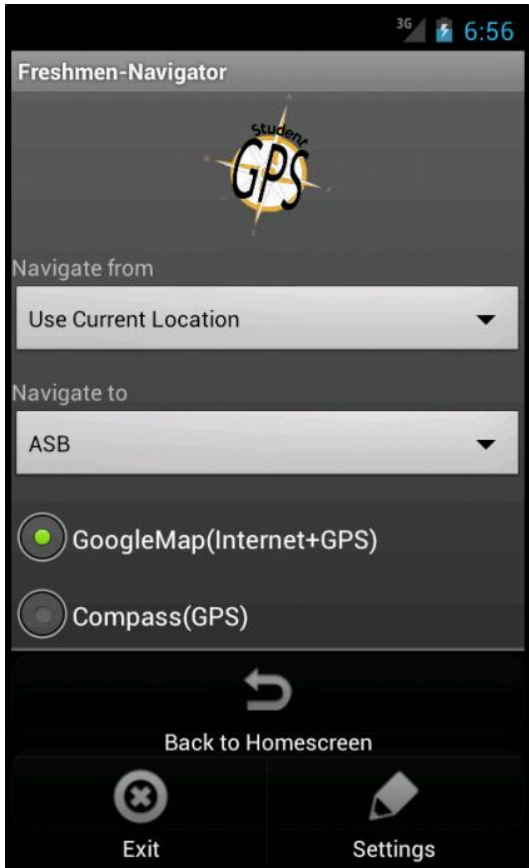 3G 6:56
Freshmen-Navigator
Student
GPS
Navigate from
Use Current Location
Navigate to
ASB
GoogleMap(Internet+GPS)
Compass(GPS)
Back to Homescreen
Exit Settings